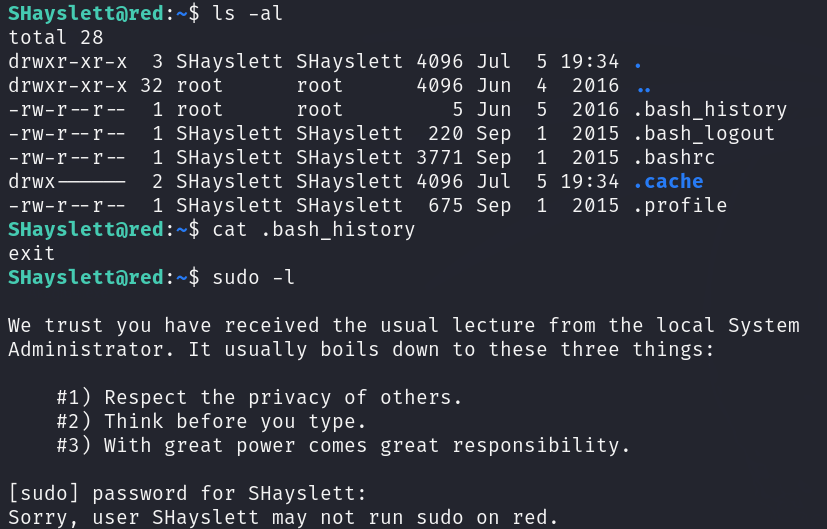 SHayslett@red:~$ ls -al
total 28
drwxr-xr-x  3 SHayslett SHayslett 4096 Jul  5 19:34 .
drwxr-xr-x 32 root      root      4096 Jun  4  2016 ..
-rw-r--r--  1 root      root         5 Jun  5  2016 .bash_history
-rw-r--r--  1 SHayslett SHayslett  220 Sep  1  2015 .bash_logout
-rw-r--r--  1 SHayslett SHayslett 3771 Sep  1  2015 .bashrc
drwx------  2 SHayslett SHayslett 4096 Jul  5 19:34 .cache
-rw-r--r--  1 SHayslett SHayslett  675 Sep  1  2015 .profile
SHayslett@red:~$ cat .bash_history
exit
SHayslett@red:~$ sudo -l
We trust you have received the usual lecture from the local System
Administrator. It usually boils down to these three things:
    #1) Respect the privacy of others.
    #2) Think before you type.
    #3) With great power comes great responsibility.
[sudo] password for SHayslett:
Sorry, user SHayslett may not run sudo on red.